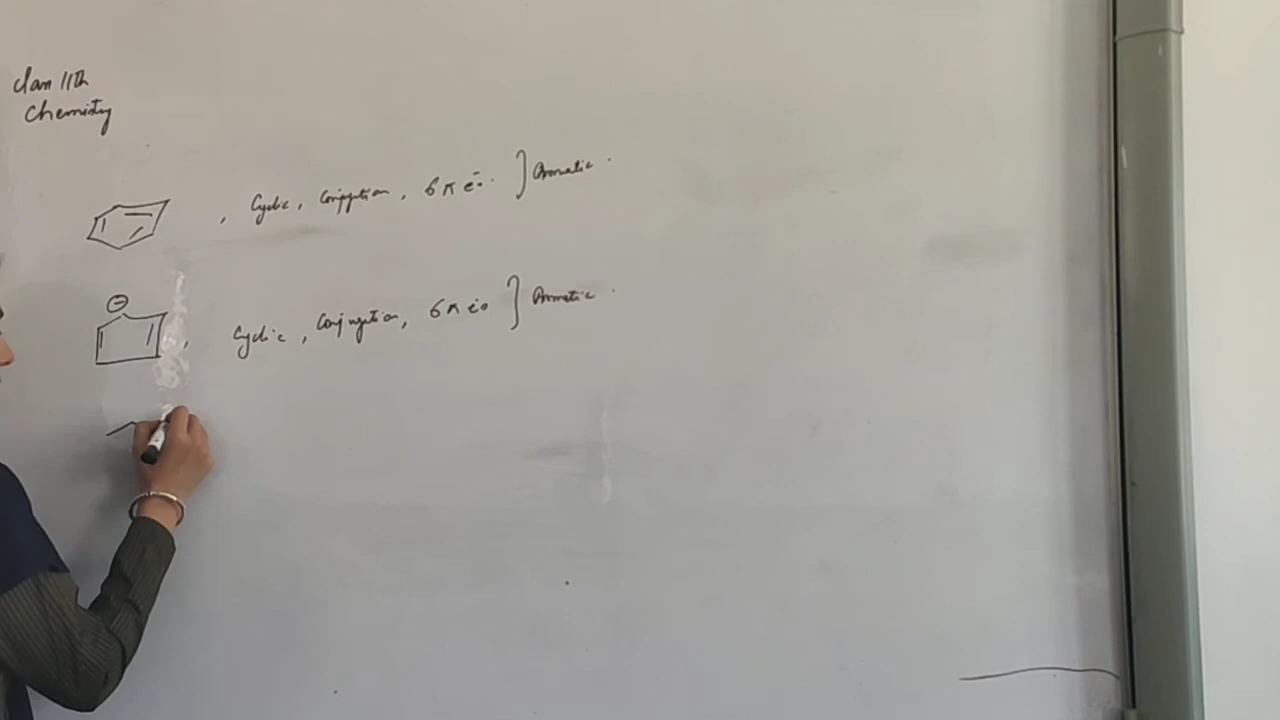 Class 11th
Chemistry
, Cyclic, Conjugation, 6π e⁻s. } Aromatic.
⊖
, Cyclic, Conjugation, 6π e⁻s } Aromatic.